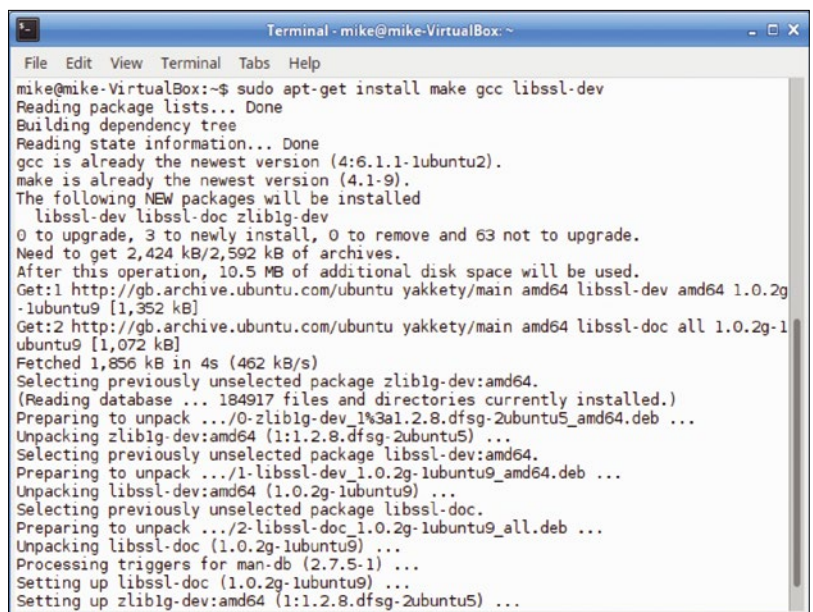 Terminal - mike@mike-VirtualBox: ~
File Edit View Terminal Tabs Help
mike@mike-VirtualBox:~$ sudo apt-get install make gcc libssl-dev
Reading package lists... Done
Building dependency tree
Reading state information... Done
gcc is already the newest version (4:6.1.1-1ubuntu2).
make is already the newest version (4.1-9).
The following NEW packages will be installed
libssl-dev libssl-doc zlib1g-dev
0 to upgrade, 3 to newly install, 0 to remove and 63 not to upgrade.
Need to get 2,424 kB/2,592 kB of archives.
After this operation, 10.5 MB of additional disk space will be used.
Get:1 http://gb.archive.ubuntu.com/ubuntu yakkety/main amd64 libssl-dev amd64 1.0.2g
-1ubuntu9 [1,352 kB]
Get:2 http://gb.archive.ubuntu.com/ubuntu yakkety/main amd64 libssl-doc all 1.0.2g-1
ubuntu9 [1,072 kB]
Fetched 1,856 kB in 4s (462 kB/s)
Selecting previously unselected package zlib1g-dev:amd64.
(Reading database ... 184917 files and directories currently installed.)
Preparing to unpack .../0-zlib1g-dev_1%3a1.2.8.dfsg-2ubuntu5_amd64.deb ...
Unpacking zlib1g-dev:amd64 (1:1.2.8.dfsg-2ubuntu5) ...
Selecting previously unselected package libssl-dev:amd64.
Preparing to unpack .../1-libssl-dev_1.0.2g-1ubuntu9_amd64.deb ...
Unpacking libssl-dev:amd64 (1.0.2g-1ubuntu9) ...
Selecting previously unselected package libssl-doc.
Preparing to unpack .../2-libssl-doc_1.0.2g-1ubuntu9_all.deb ...
Unpacking libssl-doc (1.0.2g-1ubuntu9) ...
Processing triggers for man-db (2.7.5-1) ...
Setting up libssl-doc (1.0.2g-1ubuntu9) ...
Setting up zlib1g-dev:amd64 (1:1.2.8.dfsg-2ubuntu5) ...